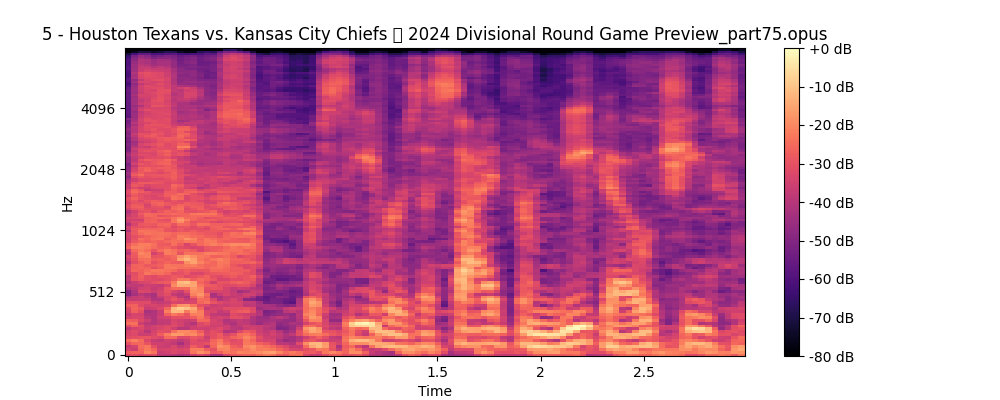 5 - Houston Texans vs. Kansas City Chiefs ▯ 2024 Divisional Round Game Preview_part75.opus
+0 dB
4096
-10 dB
-20 dB
2048
-30 dB
Hz
-40 dB
1024
-50 dB
512
-60 dB
-70 dB
0
-80 dB
0 0.5 1 1.5 2 2.5
Time